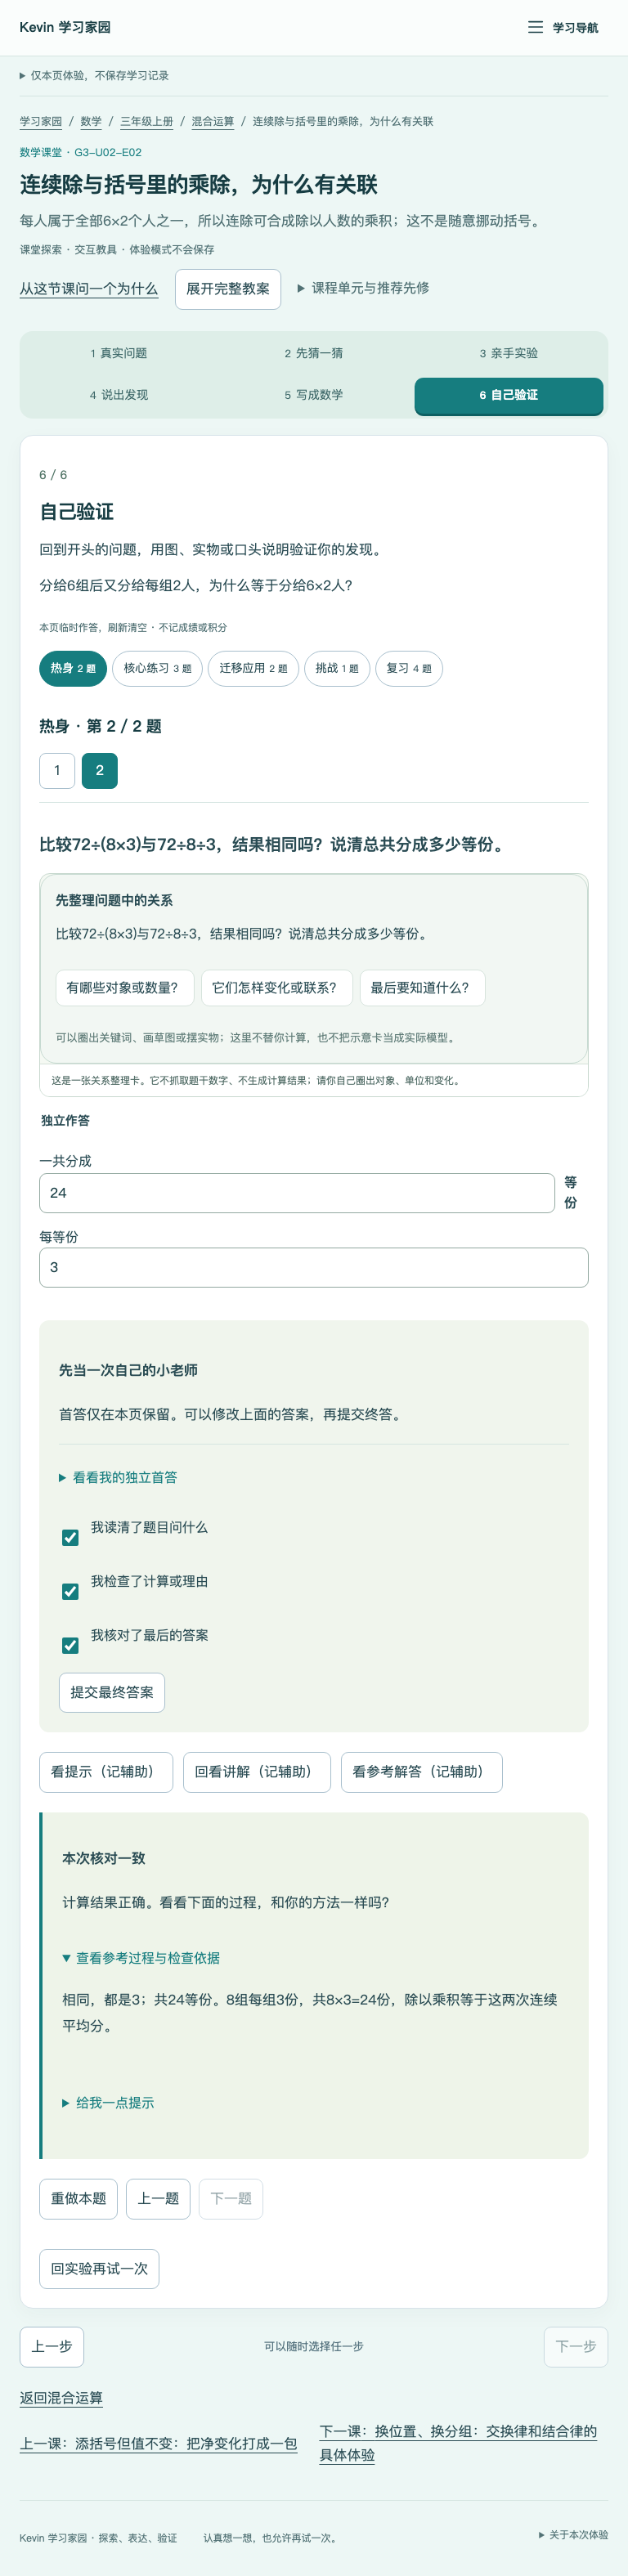 Kevin 学习家园
学习导航
仅本页体验，不保存学习记录
学习家园 / 数学 / 三年级上册 / 混合运算 / 连续除与括号里的乘除，为什么有关联
数学课堂 · G3-U02-E02
连续除与括号里的乘除，为什么有关联
每人属于全部6×2个人之一，所以连除可合成除以人数的乘积；这不是随意挪动括号。
课堂探索 · 交互教具 · 体验模式不会保存
从这节课问一个为什么
展开完整教案
课程单元与推荐先修
1 真实问题
2 先猜一猜
3 亲手实验
4 说出发现
5 写成数学
6 自己验证
6 / 6
自己验证
回到开头的问题，用图、实物或口头说明验证你的发现。
分给6组后又分给每组2人，为什么等于分给6×2人？
本页临时作答，刷新清空 · 不记成绩或积分
热身 2 题
核心练习 3 题
迁移应用 2 题
挑战 1 题
复习 4 题
热身 · 第 2 / 2 题
1
2
比较72÷(8×3)与72÷8÷3，结果相同吗？说清总共分成多少等份。
先整理问题中的关系
比较72÷(8×3)与72÷8÷3，结果相同吗？说清总共分成多少等份。
有哪些对象或数量？
它们怎样变化或联系？
最后要知道什么？
可以圈出关键词、画草图或摆实物；这里不替你计算，也不把示意卡当成实际模型。
这是一张关系整理卡。它不抓取题干数字、不生成计算结果；请你自己圈出对象、单位和变化。
独立作答
一共分成
24
等
份
每等份
3
先当一次自己的小老师
首答仅在本页保留。可以修改上面的答案，再提交终答。
看看我的独立首答
我读清了题目问什么
我检查了计算或理由
我核对了最后的答案
提交最终答案
看提示（记辅助）
回看讲解（记辅助）
看参考解答（记辅助）
本次核对一致
计算结果正确。看看下面的过程，和你的方法一样吗？
查看参考过程与检查依据
相同，都是3；共24等份。8组每组3份，共8×3=24份，除以乘积等于这两次连续
平均分。
给我一点提示
重做本题
上一题
下一题
回实验再试一次
上一步
可以随时选择任一步
下一步
返回混合运算
上一课：添括号但值不变：把净变化打成一包
下一课：换位置、换分组：交换律和结合律的
具体体验
Kevin 学习家园 · 探索、表达、验证
认真想一想，也允许再试一次。
关于本次体验